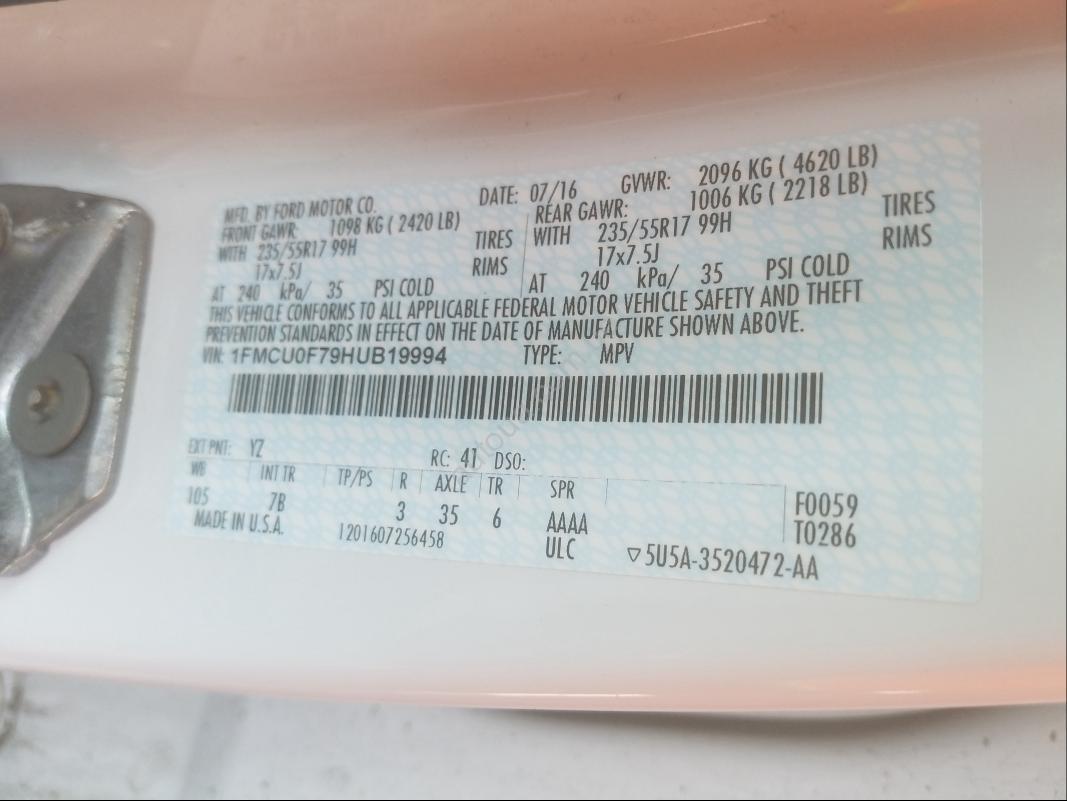 MFD. BY FORD MOTOR CO. DATE: 07/16 GVWR: 2096 KG ( 4620 LB)
FRONT GAWR: 1098 KG ( 2420 LB) REAR GAWR: 1006 KG ( 2218 LB)
WITH 235/55R17 99H TIRES WITH 235/55R17 99H TIRES
17x7.5J RIMS 17x7.5J RIMS
AT 240 kPa/ 35 PSI COLD AT 240 kPa/ 35 PSI COLD
THIS VEHICLE CONFORMS TO ALL APPLICABLE FEDERAL MOTOR VEHICLE SAFETY AND THEFT
PREVENTION STANDARDS IN EFFECT ON THE DATE OF MANUFACTURE SHOWN ABOVE.
VIN: 1FMCU0F79HUB19994 TYPE: MPV
EXT PNT: YZ RC: 41 DSO:
WB INT TR TP/PS R AXLE TR SPR
105 7B 3 35 6 AAAA F0059
MADE IN U.S.A. 1201607256458 ULC T0286
▽5U5A-3520472-AA